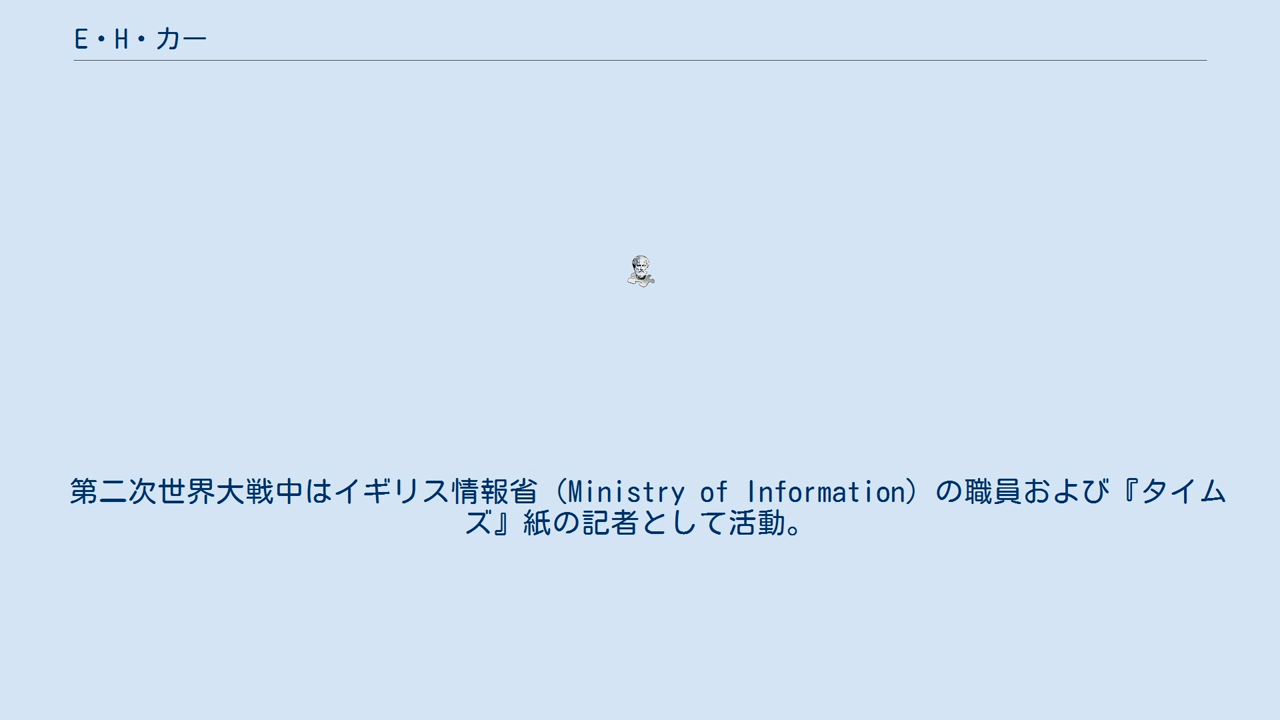 E・H・カー
第二次世界大戦中はイギリス情報省（Ministry of Information）の職員および『タイム
ズ』紙の記者として活動。